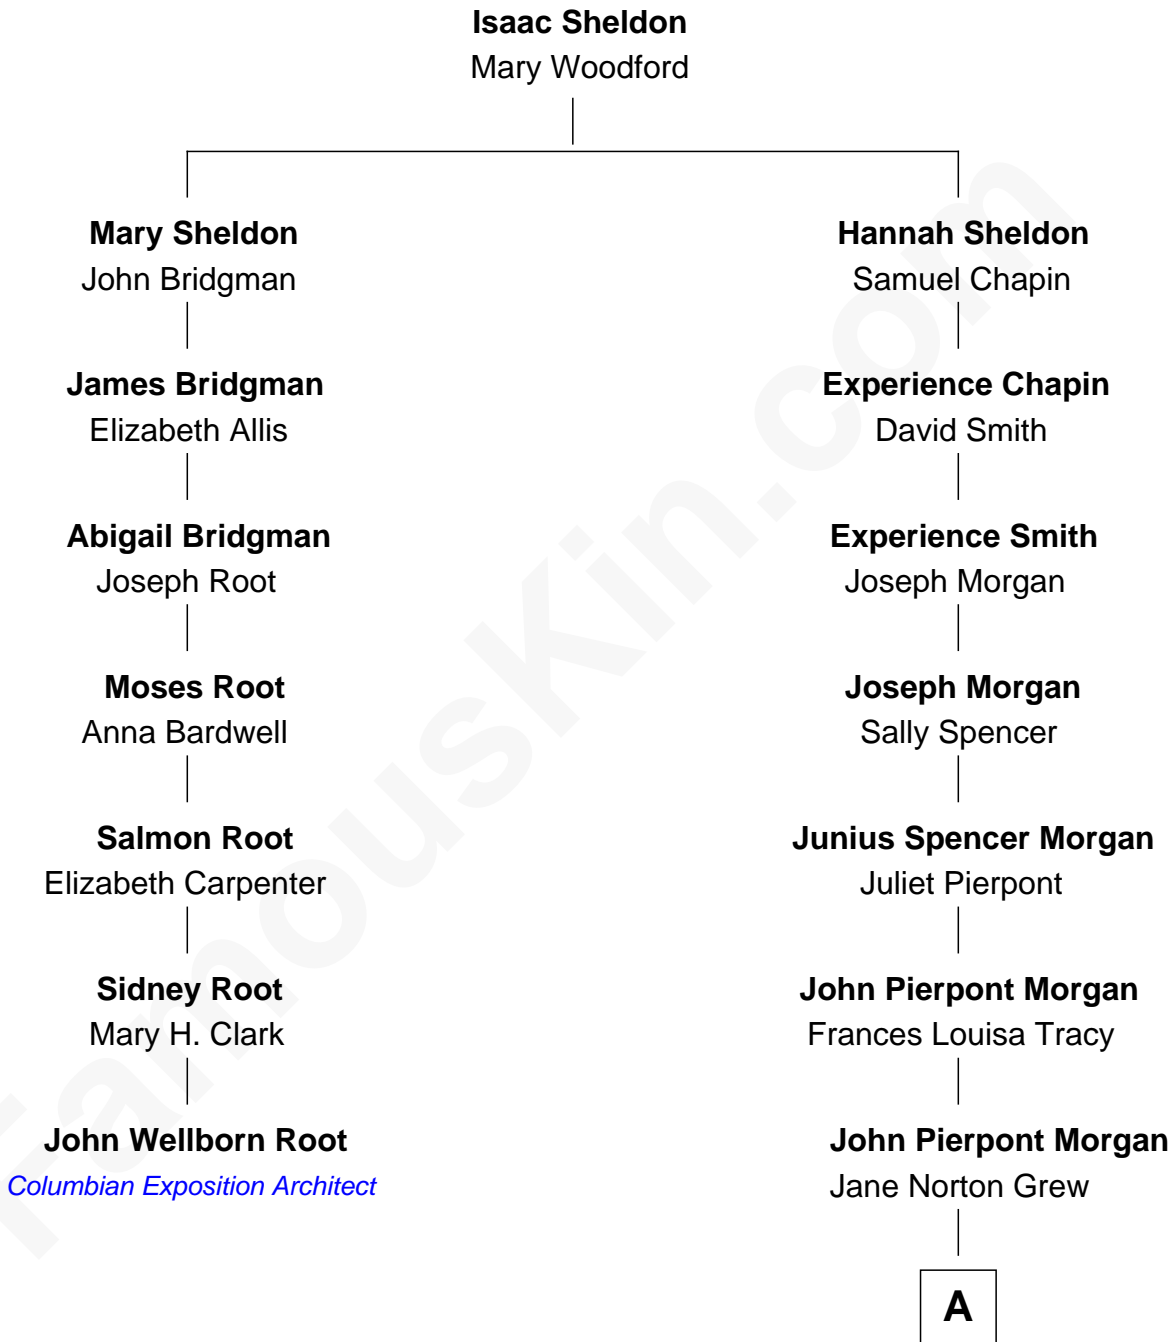 Isaac Sheldon
Mary Woodford
Mary Sheldon
John Bridgman
Hannah Sheldon
Samuel Chapin
James Bridgman
Elizabeth Allis
Experience Chapin
David Smith
Abigail Bridgman
Joseph Root
Experience Smith
Joseph Morgan
Moses Root
Anna Bardwell
Joseph Morgan
Sally Spencer
Salmon Root
Elizabeth Carpenter
Junius Spencer Morgan
Juliet Pierpont
Sidney Root
Mary H. Clark
John Pierpont Morgan
Frances Louisa Tracy
John Wellborn Root
Columbian Exposition Architect
John Pierpont Morgan
Jane Norton Grew
A
FamousKin.com